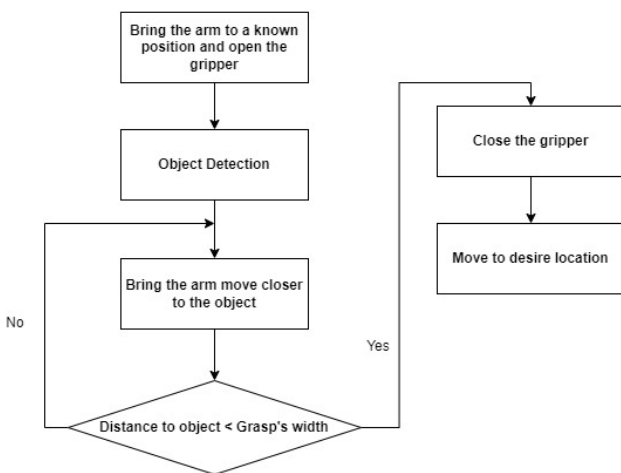 Bring the arm to a known
position and open the
gripper
Object Detection
Bring the arm move closer
to the object
No
Distance to object < Grasp's width
Yes
Close the gripper
Move to desire location